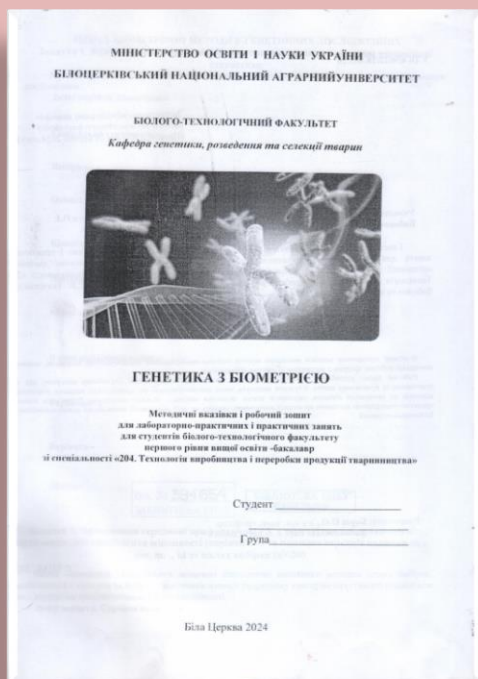 МІНІСТЕРСТВО ОСВІТИ І НАУКИ УКРАЇНИ
БІЛОЦЕРКІВСЬКИЙ НАЦІОНАЛЬНИЙ АГРАРНИЙУНІВЕРСИТЕТ
БІОЛОГО-ТЕХНОЛОГІЧНИЙ ФАКУЛЬТЕТ
Кафедра генетики, розведення та селекції тварин
ГЕНЕТИКА З БІОМЕТРІЄЮ
Методичні вказівки і робочий зошит
для лабораторно-практичних і практичних занять
для студентів біолого-технологічного факультету
первого рівня вищої освіти -бакалавр
зі спеціальності «204. Технологія виробництва і переробки продукції тваринництва»
Студент
Група
Біла Церква 2024